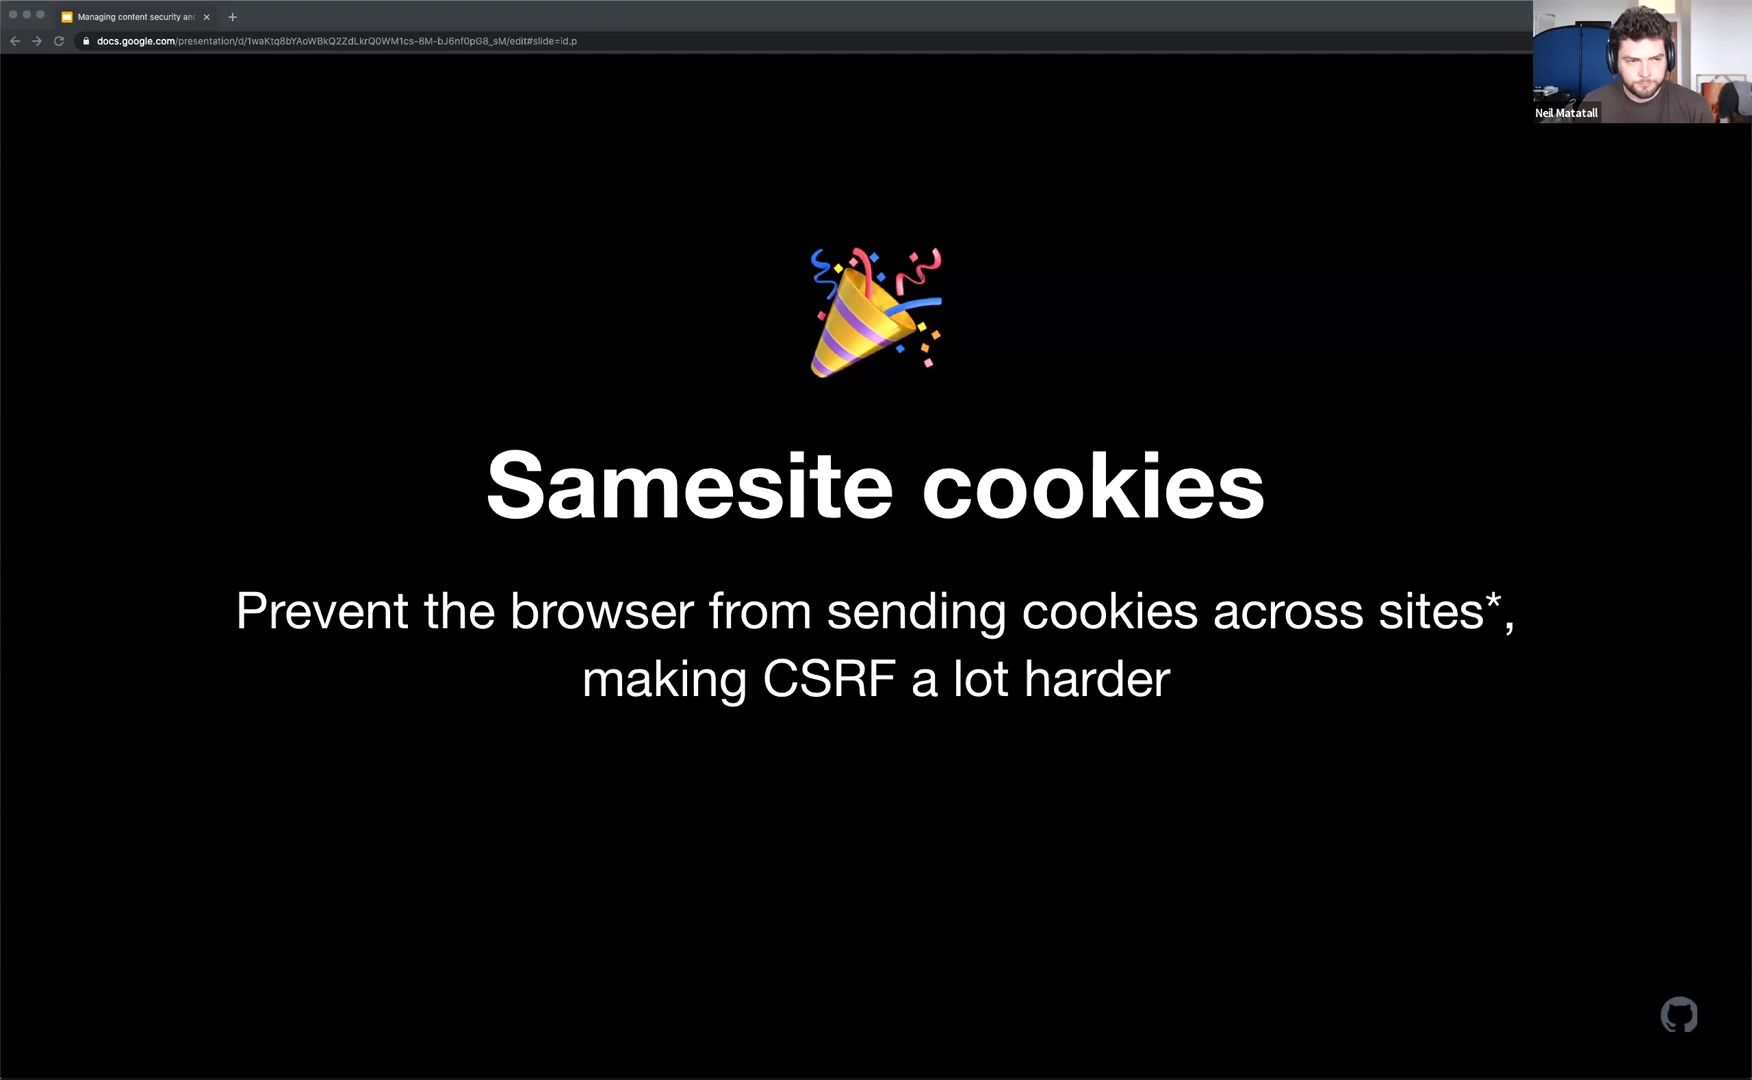 Managing content security an
docs.google.com/presentation/d/1waKtq8bYAoWBkQ2ZdLkrQ0WM1cs-8M-bJ6nf0pG8_sM/edit#slide=id.p
Neil Matatall
Samesite cookies
Prevent the browser from sending cookies across sites*,
making CSRF a lot harder